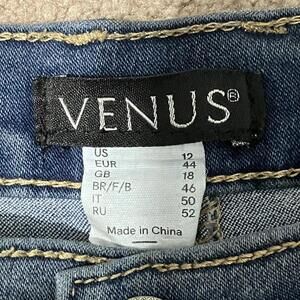 VENUS®
US 12
EUR 44
GB 18
BR/F/B 46
IT 50
RU 52
Made in China